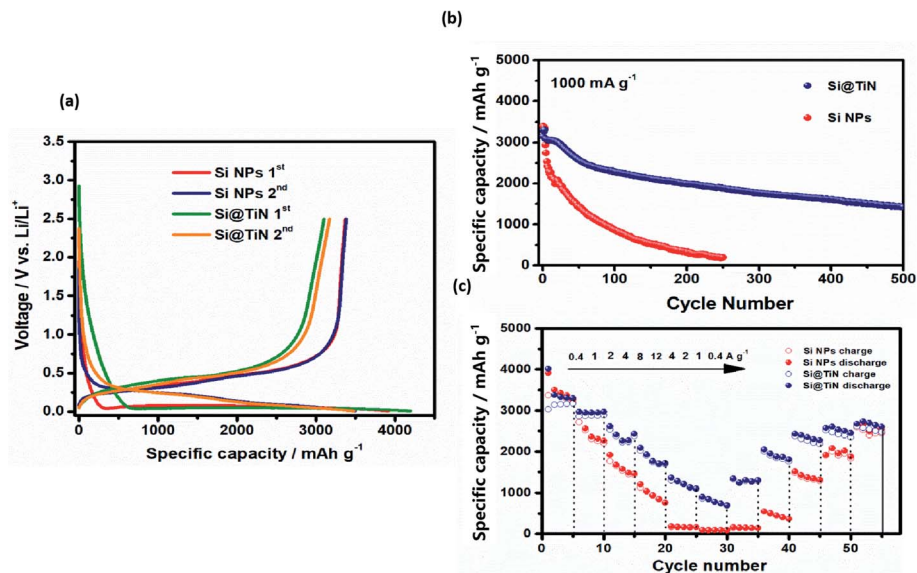 (a)
3.5
3.0
2.5
2.0
1.5
1.0
0.5
0.0
Voltage / V vs. Li/Li+
Si NPs 1st
Si NPs 2nd
Si@TiN 1st
Si@TiN 2nd
0 1000 2000 3000 4000
Specific capacity / mAh g-1
(b)
5000
4000
3000
2000
1000
0
Specific capacity / mAh g-1
1000 mA g-1
Si@TiN
Si NPs
0 100 200 300 400 500
Cycle Number
(c)
5000
4000
3000
2000
1000
0
Specific capacity / mAh g-1
0.4 1 2 4 8 12 4 2 1 0.4 A g-1
Si NPs charge
Si NPs discharge
Si@TiN charge
Si@TiN discharge
0 10 20 30 40 50
Cycle number